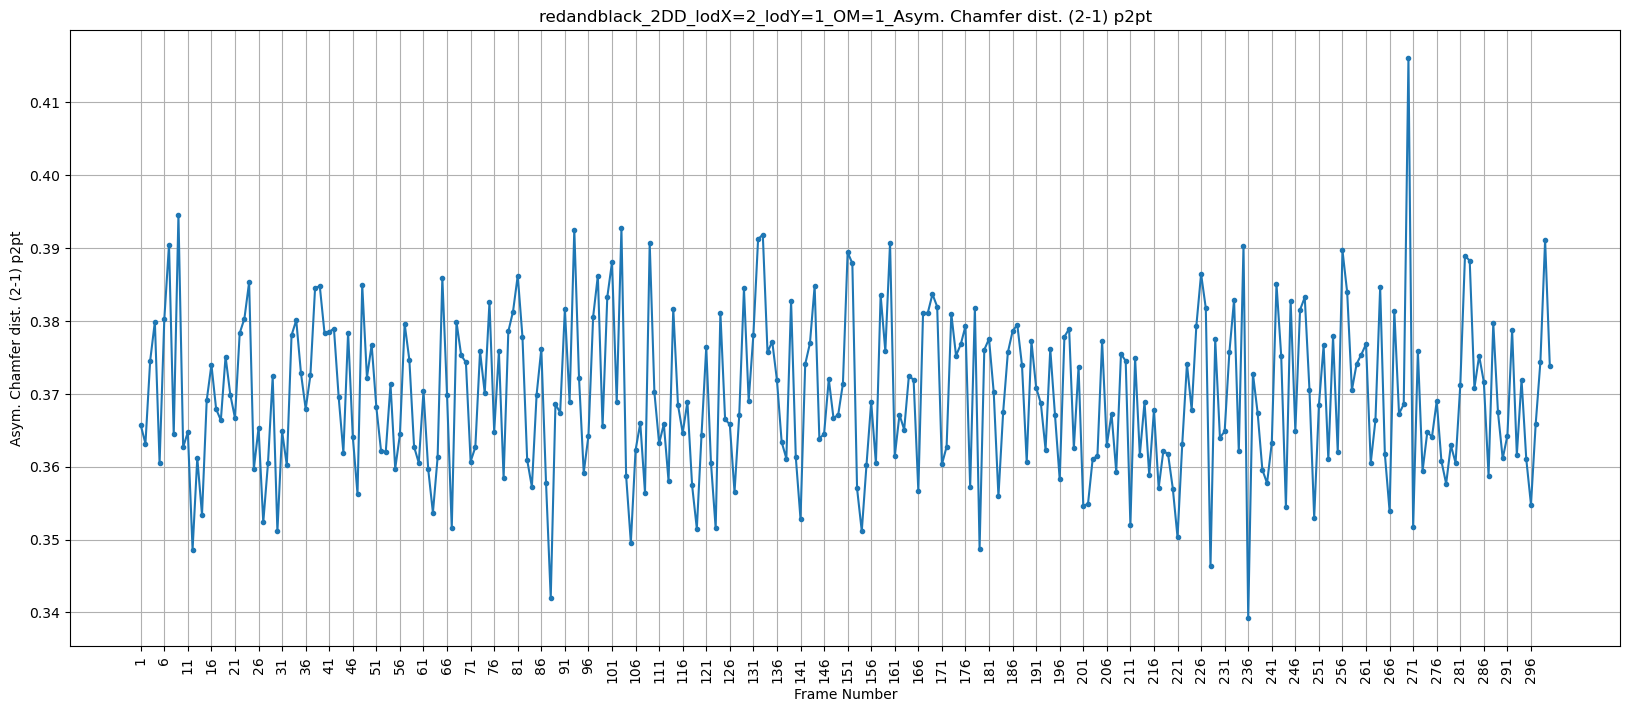 redandblack_2DD_lodX=2_lodY=1_OM=1_Asym. Chamfer dist. (2-1) p2pt
Asym. Chamfer dist. (2-1) p2pt
0.41
0.40
0.39
0.38
0.37
0.36
0.35
0.34
1 6 11 16 21 26 31 36 41 46 51 56 61 66 71 76 81 86 91 96 101 106 111 116 121 126 131 136 141 146 151 156 161 166 171 176 181 186 191 196 201 206 211 216 221 226 231 236 241 246 251 256 261 266 271 276 281 286 291 296
Frame Number